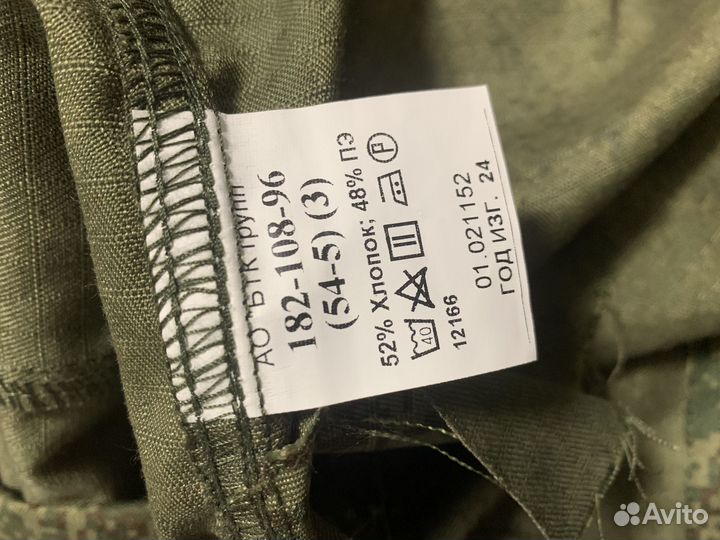 АО "БТК групп"
182-108-96
(54-5) (3)
52% Хлопок; 48% ПЭ
40 P
12166
01.021152
ГОД ИЗГ. 24
Avito